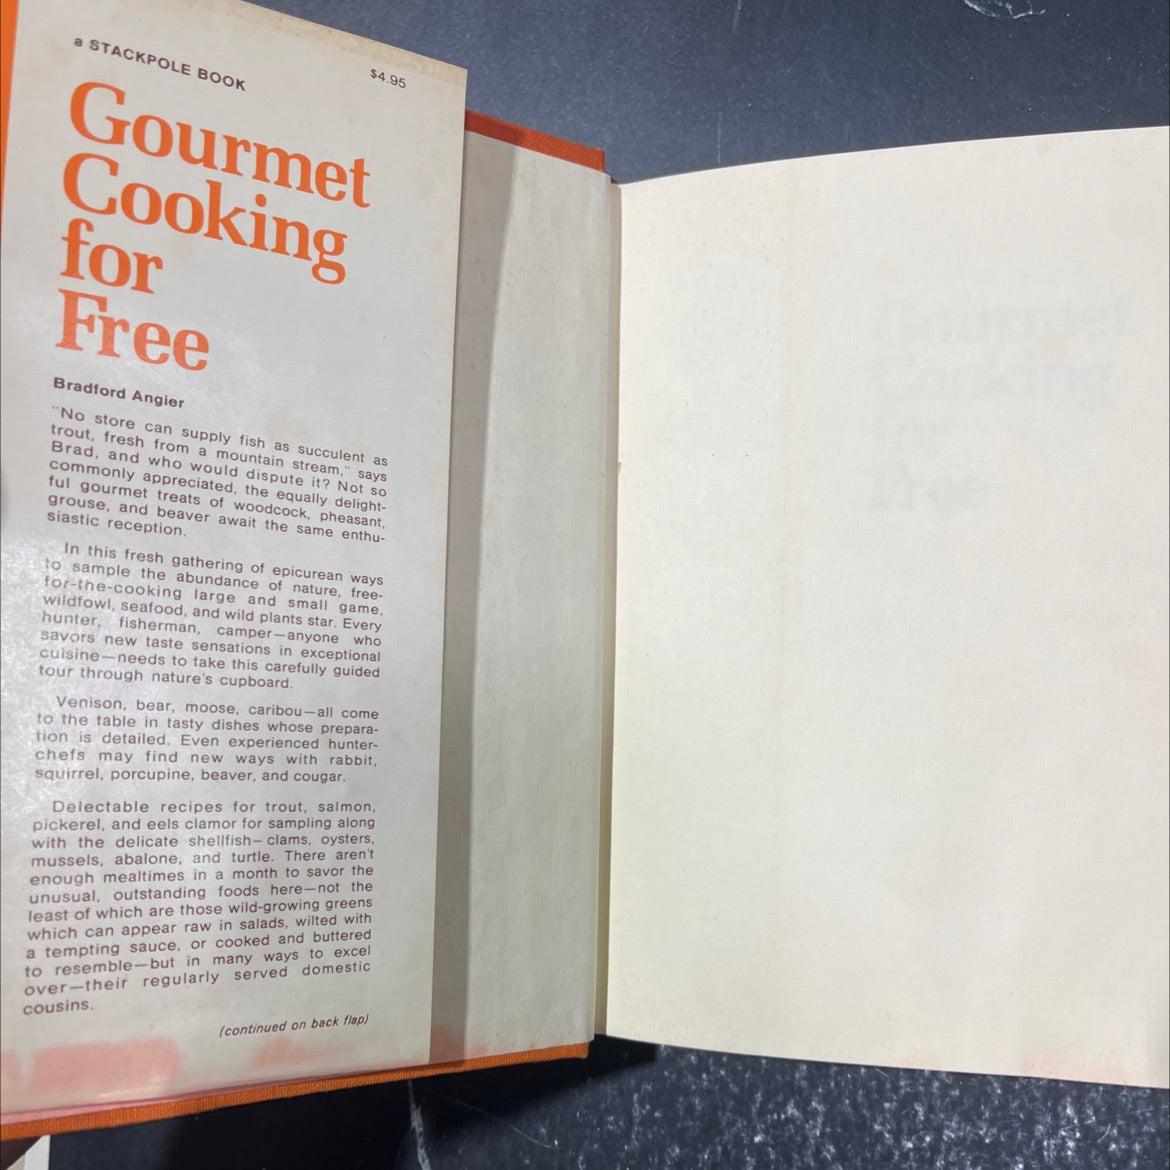 a STACKPOLE BOOK
$4.95
Gourmet
Cooking
for
Free
Bradford Angier
"No store can supply fish as succulent as
trout, fresh from a mountain stream," says
Brad, and who would dispute it? Not so
commonly appreciated, the equally delight-
ful gourmet treats of woodcock, pheasant,
grouse, and beaver await the same enthu-
siastic reception.
In this fresh gathering of epicurean ways
to sample the abundance of nature, free-
for-the-cooking large and small game,
wildfowl, seafood, and wild plants star. Every
hunter, fisherman, camper—anyone who
savors new taste sensations in exceptional
cuisine—needs to take this carefully guided
tour through nature's cupboard.
Venison, bear, moose, caribou—all come
to the table in tasty dishes whose prepara-
tion is detailed. Even experienced hunter-
chefs may find new ways with rabbit,
squirrel, porcupine, beaver, and cougar.
Delectable recipes for trout, salmon,
pickerel, and eels clamor for sampling along
with the delicate shellfish—clams, oysters,
mussels, abalone, and turtle. There aren't
enough mealtimes in a month to savor the
unusual, outstanding foods here—not the
least of which are those wild-growing greens
which can appear raw in salads, wilted with
a tempting sauce, or cooked and buttered
to resemble—but in many ways to excel
over—their regularly served domestic
cousins.
(continued on back flap)